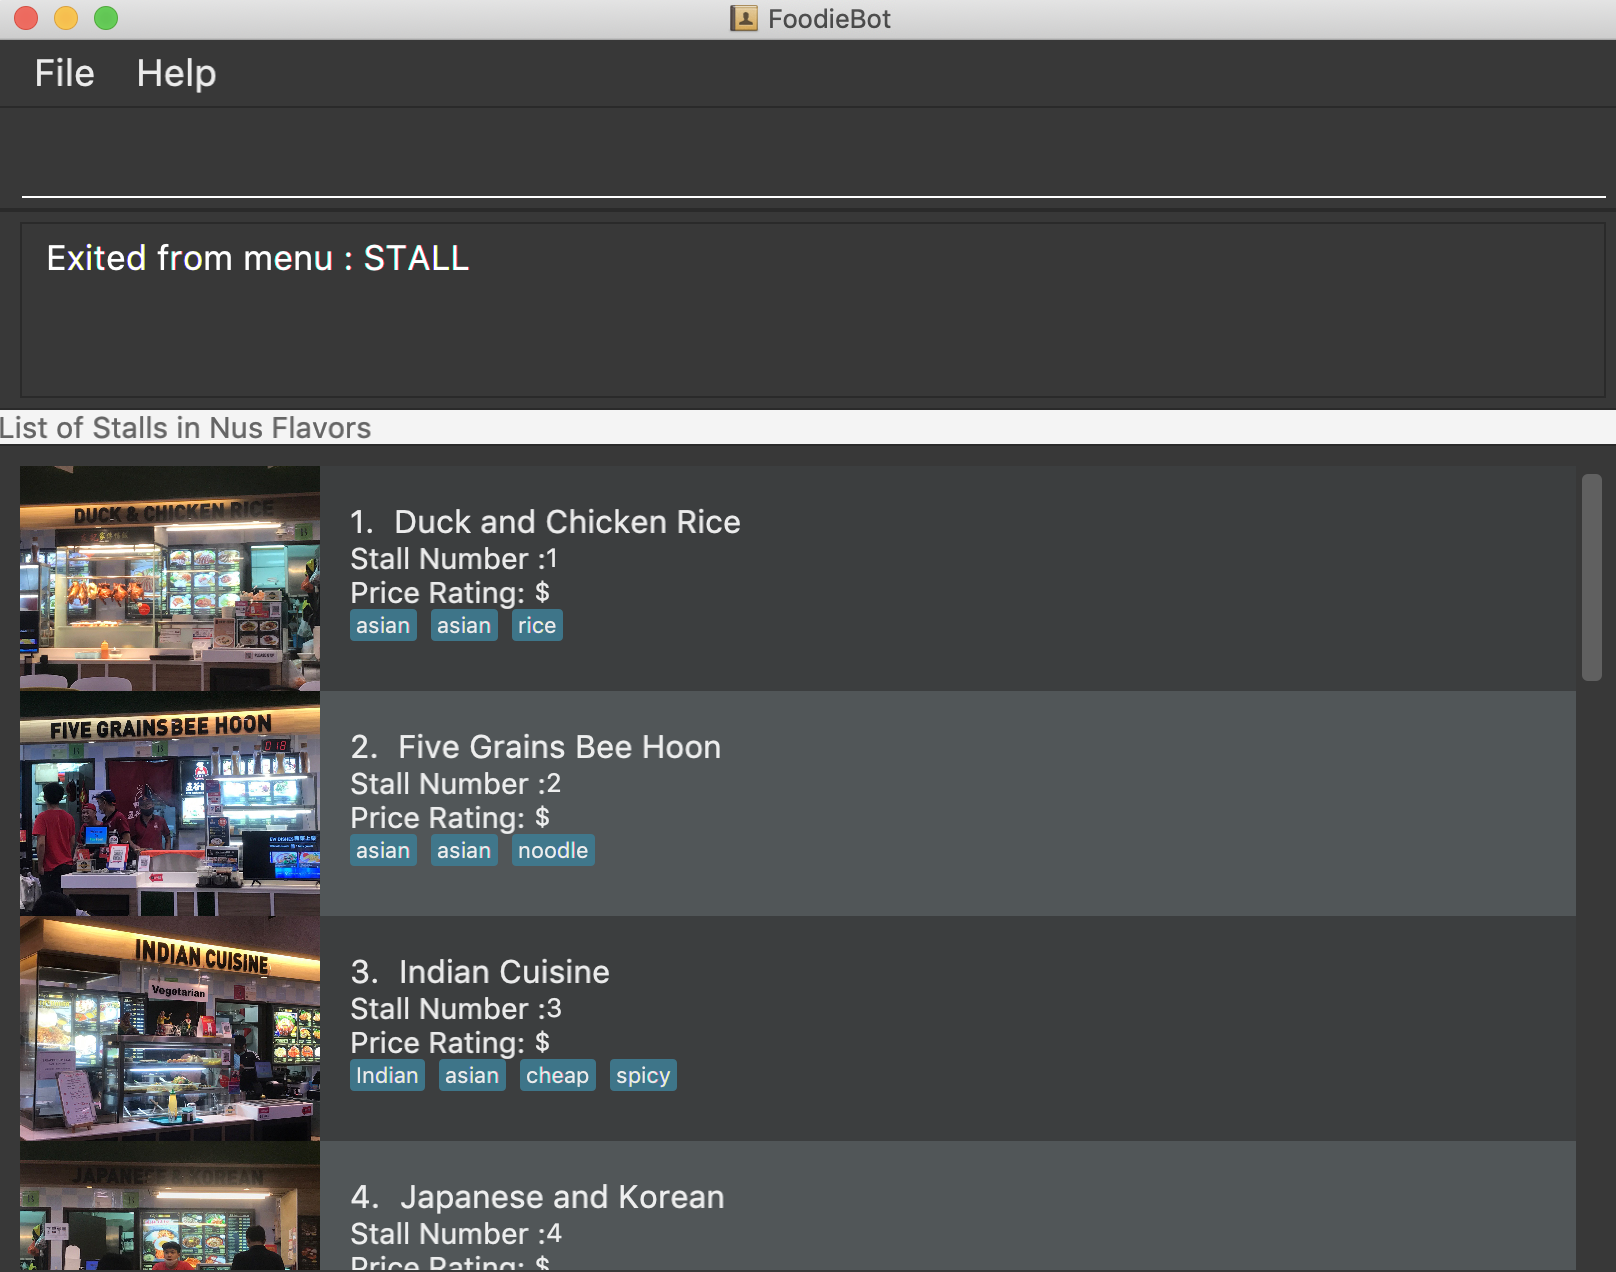 FoodieBot
File Help
Exited from menu : STALL
List of Stalls in Nus Flavors
DUCK & CHICKEN RICE
1. Duck and Chicken Rice
Stall Number :1
Price Rating: $
asian asian rice
FIVE GRAINS BEE HOON
2. Five Grains Bee Hoon
Stall Number :2
Price Rating: $
asian asian noodle
INDIAN CUISINE
Vegetarian
3. Indian Cuisine
Stall Number :3
Price Rating: $
Indian asian cheap spicy
JAPANESE & KOREAN
4. Japanese and Korean
Stall Number :4
Price Rating: $